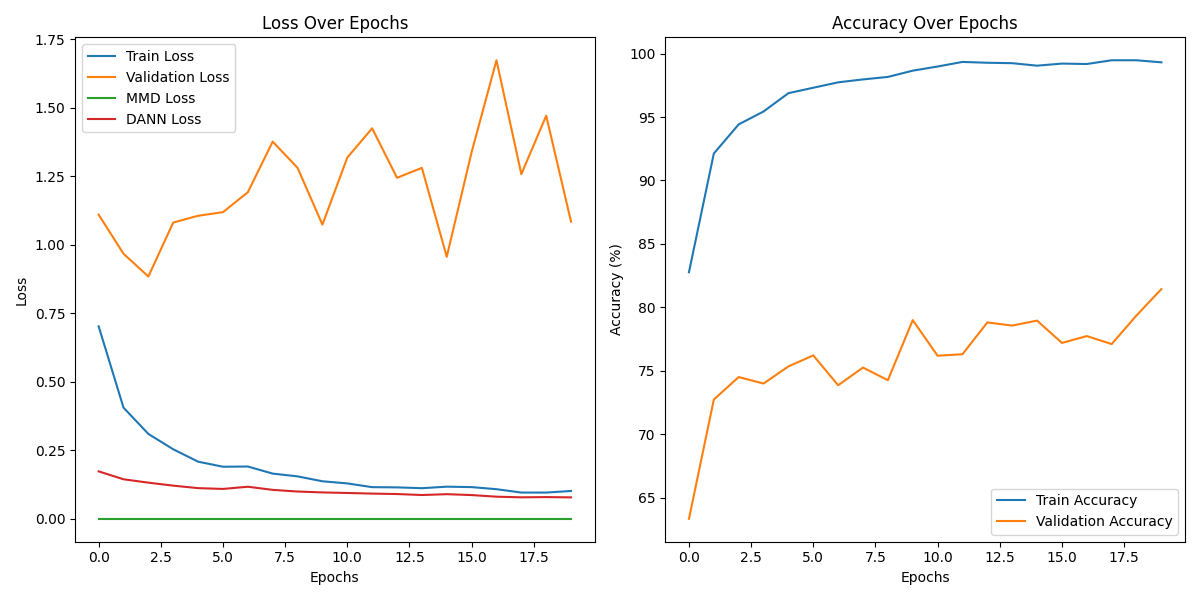 Loss Over Epochs
1.75
1.50
1.25
1.00
0.75
0.50
0.25
0.00
Loss
Train Loss
Validation Loss
MMD Loss
DANN Loss
0.0 2.5 5.0 7.5 10.0 12.5 15.0 17.5
Epochs
Accuracy Over Epochs
100
95
90
85
80
75
70
65
Accuracy (%)
Train Accuracy
Validation Accuracy
0.0 2.5 5.0 7.5 10.0 12.5 15.0 17.5
Epochs